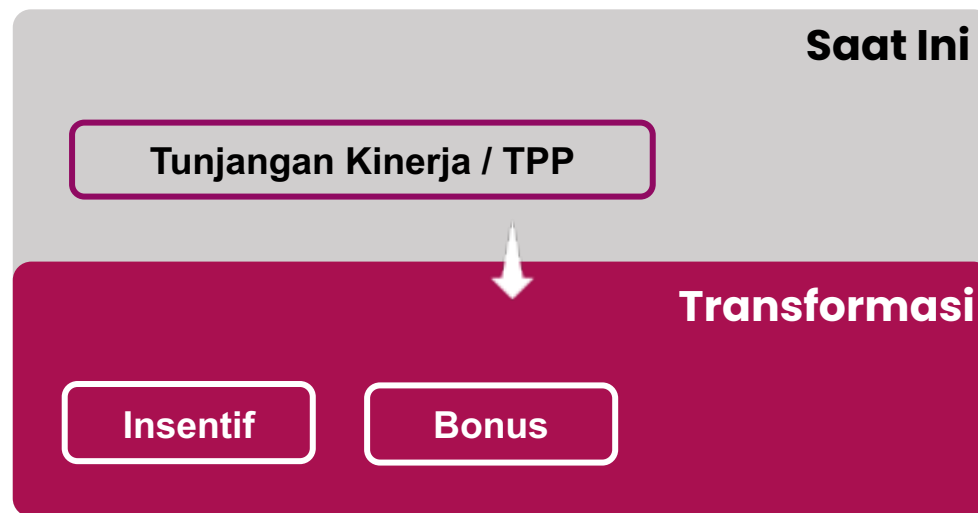 Saat Ini
Tunjangan Kinerja / TPP
Transformasi
Insentif
Bonus